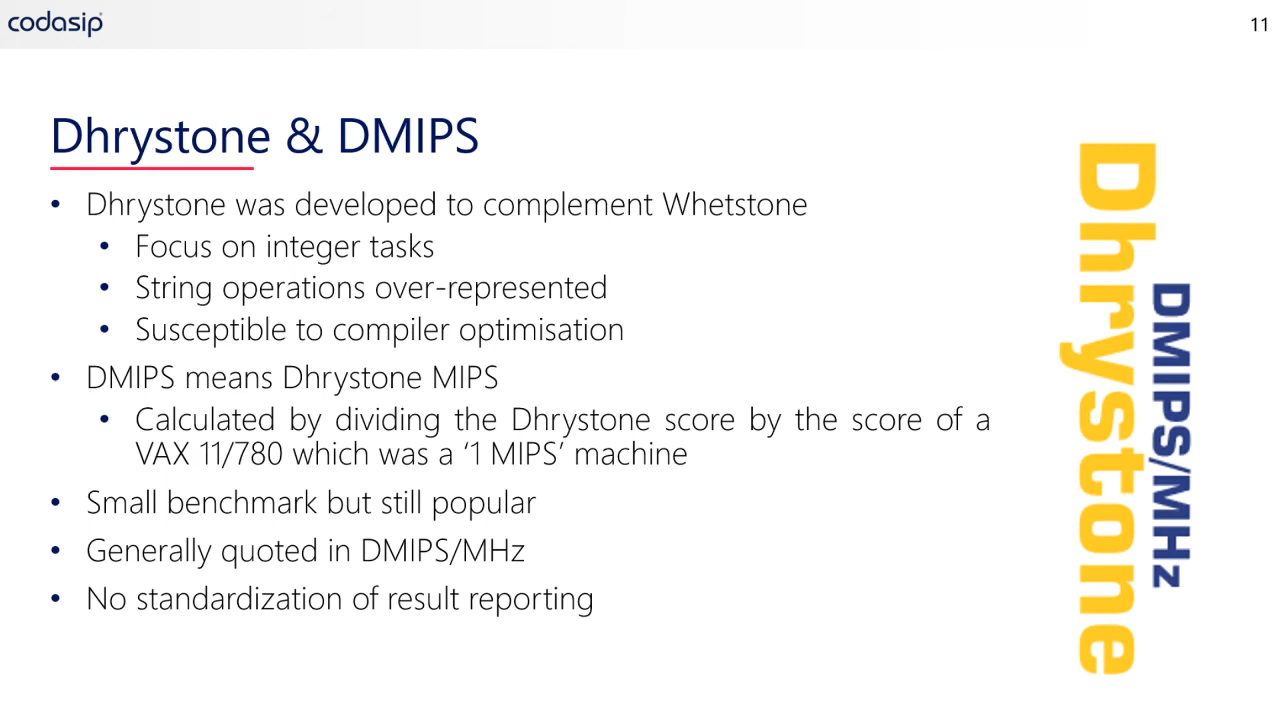 codasip
11
Dhrystone & DMIPS
• Dhrystone was developed to complement Whetstone
• Focus on integer tasks
• String operations over-represented
• Susceptible to compiler optimisation
• DMIPS means Dhrystone MIPS
• Calculated by dividing the Dhrystone score by the score of a
VAX 11/780 which was a ‘1 MIPS’ machine
• Small benchmark but still popular
• Generally quoted in DMIPS/MHz
• No standardization of result reporting
Dhrystone
DMIPS/MHz